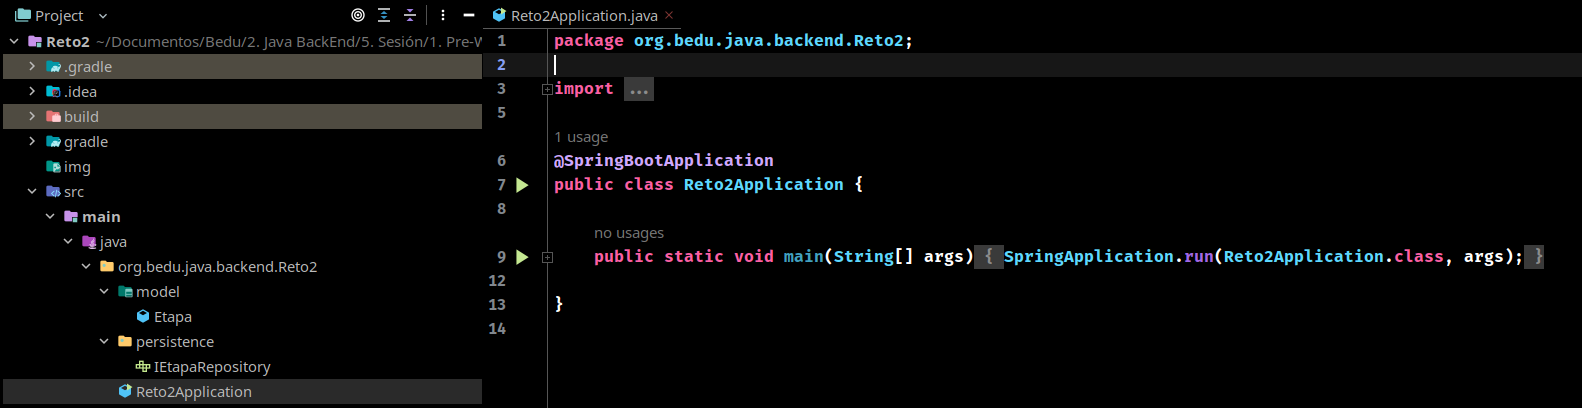 Project
Reto2 ~/Documentos/Bedu/2. Java BackEnd/5. Sesión/1. Pre-W
.gradle
.idea
build
gradle
img
src
main
java
org.bedu.java.backend.Reto2
model
Etapa
persistence
IEtapaRepository
Reto2Application
Reto2Application.java
1 package org.bedu.java.backend.Reto2;
2
3 import ...
5
1 usage
6 @SpringBootApplication
7 public class Reto2Application {
8
no usages
9 public static void main(String[] args) { SpringApplication.run(Reto2Application.class, args); }
12
13 }
14